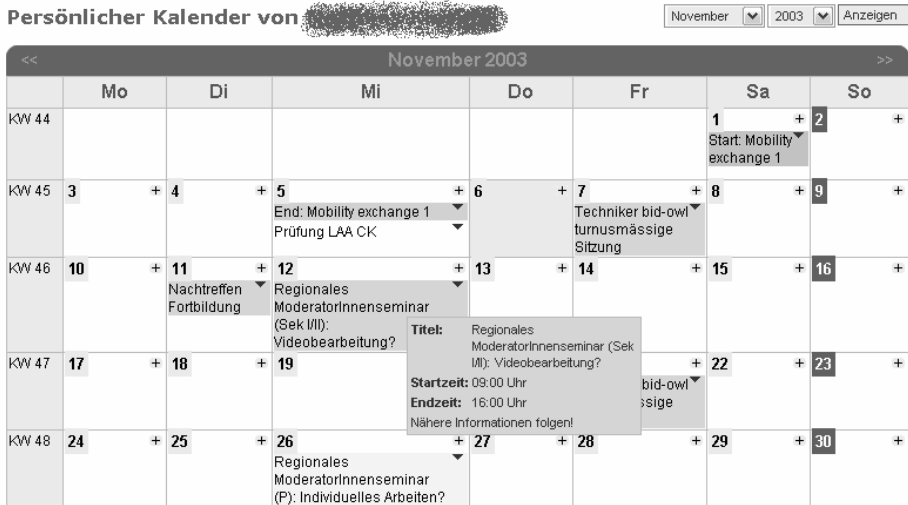 Persönlicher Kalender von
November 2003 Anzeigen
<< November 2003 >>
Mo Di Mi Do Fr Sa So
KW 44 1 + 2 +
Start: Mobility
exchange 1
KW 45 3 + 4 + 5 + 6 + 7 + 8 + 9 +
End: Mobility exchange 1
Prüfung LAA CK
Techniker bid-owl
turnusmässige
Sitzung
KW 46 10 + 11 + 12 + 13 + 14 + 15 + 16 +
Nachtreffen
Fortbildung
Regionales
ModeratorInnenseminar
(Sek I/II):
Videobearbeitung?
Titel: Regionales
ModeratorInnenseminar (Sek
I/II): Videobearbeitung?
Startzeit: 09:00 Uhr
Endzeit: 16:00 Uhr
Nähere Informationen folgen!
KW 47 17 + 18 + 19 + 22 + 23 +
bid-owl
KW 48 24 + 25 + 26 + 27 + 28 + 29 + 30 +
Regionales
ModeratorInnenseminar
(P): Individuelles Arbeiten?